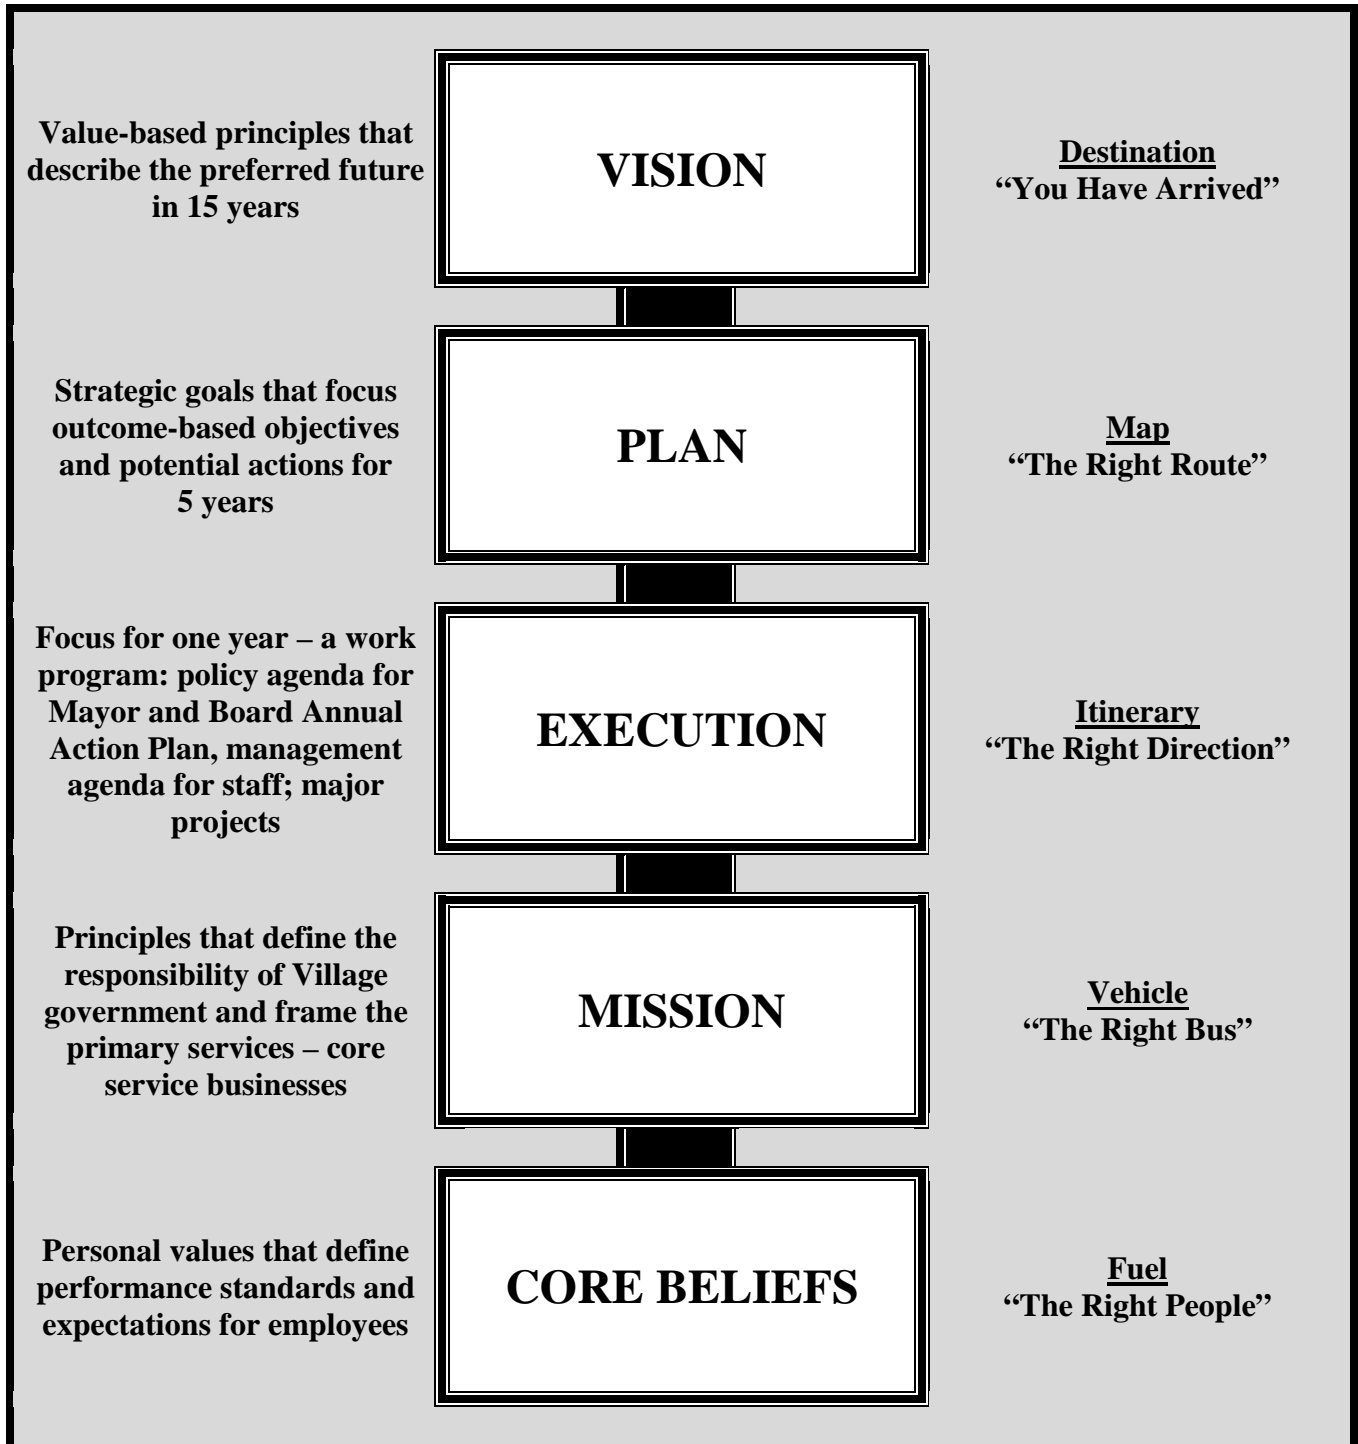 Value-based principles that
describe the preferred future
in 15 years
VISION
Destination
“You Have Arrived”
Strategic goals that focus
outcome-based objectives
and potential actions for
5 years
PLAN
Map
“The Right Route”
Focus for one year – a work
program: policy agenda for
Mayor and Board Annual
Action Plan, management
agenda for staff; major
projects
EXECUTION
Itinerary
“The Right Direction”
Principles that define the
responsibility of Village
government and frame the
primary services – core
service businesses
MISSION
Vehicle
“The Right Bus”
Personal values that define
performance standards and
expectations for employees
CORE BELIEFS
Fuel
“The Right People”